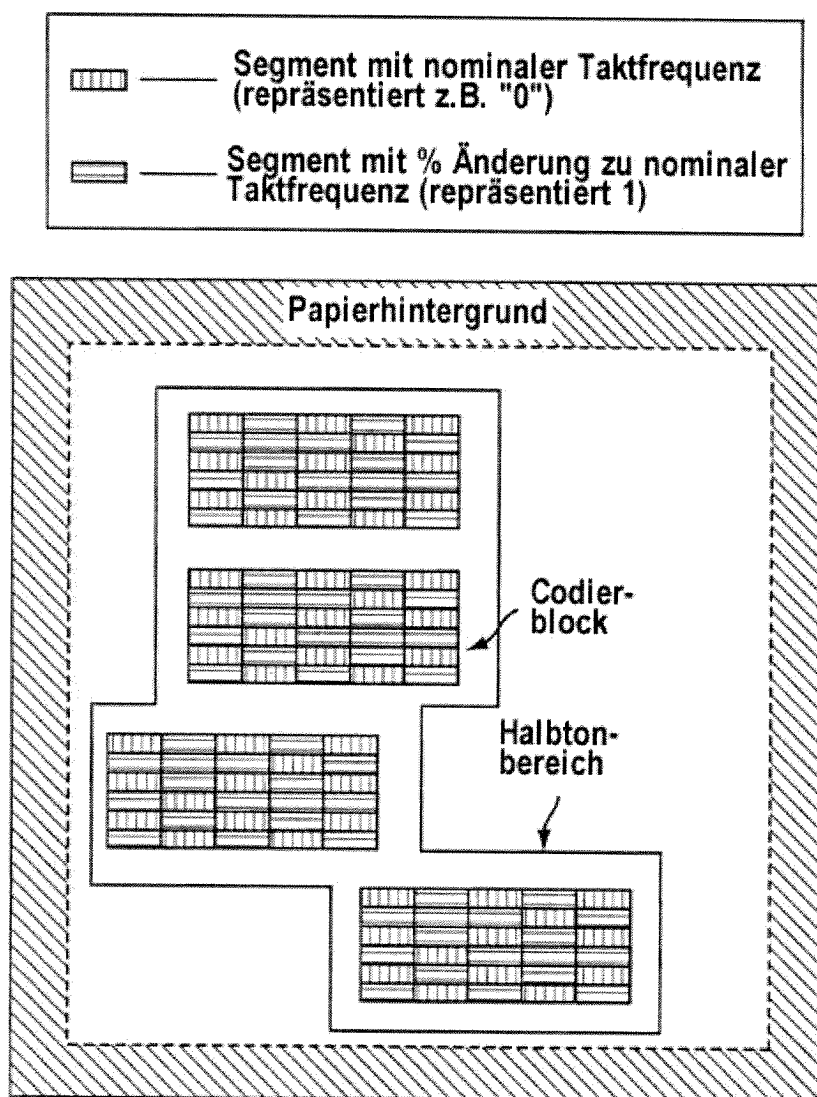 Segment mit nominaler Taktfrequenz
(repräsentiert z.B. "0")
Segment mit % Änderung zu nominaler
Taktfrequenz (repräsentiert 1)
Papierhintergrund
Codier-
block
Halbton-
bereich